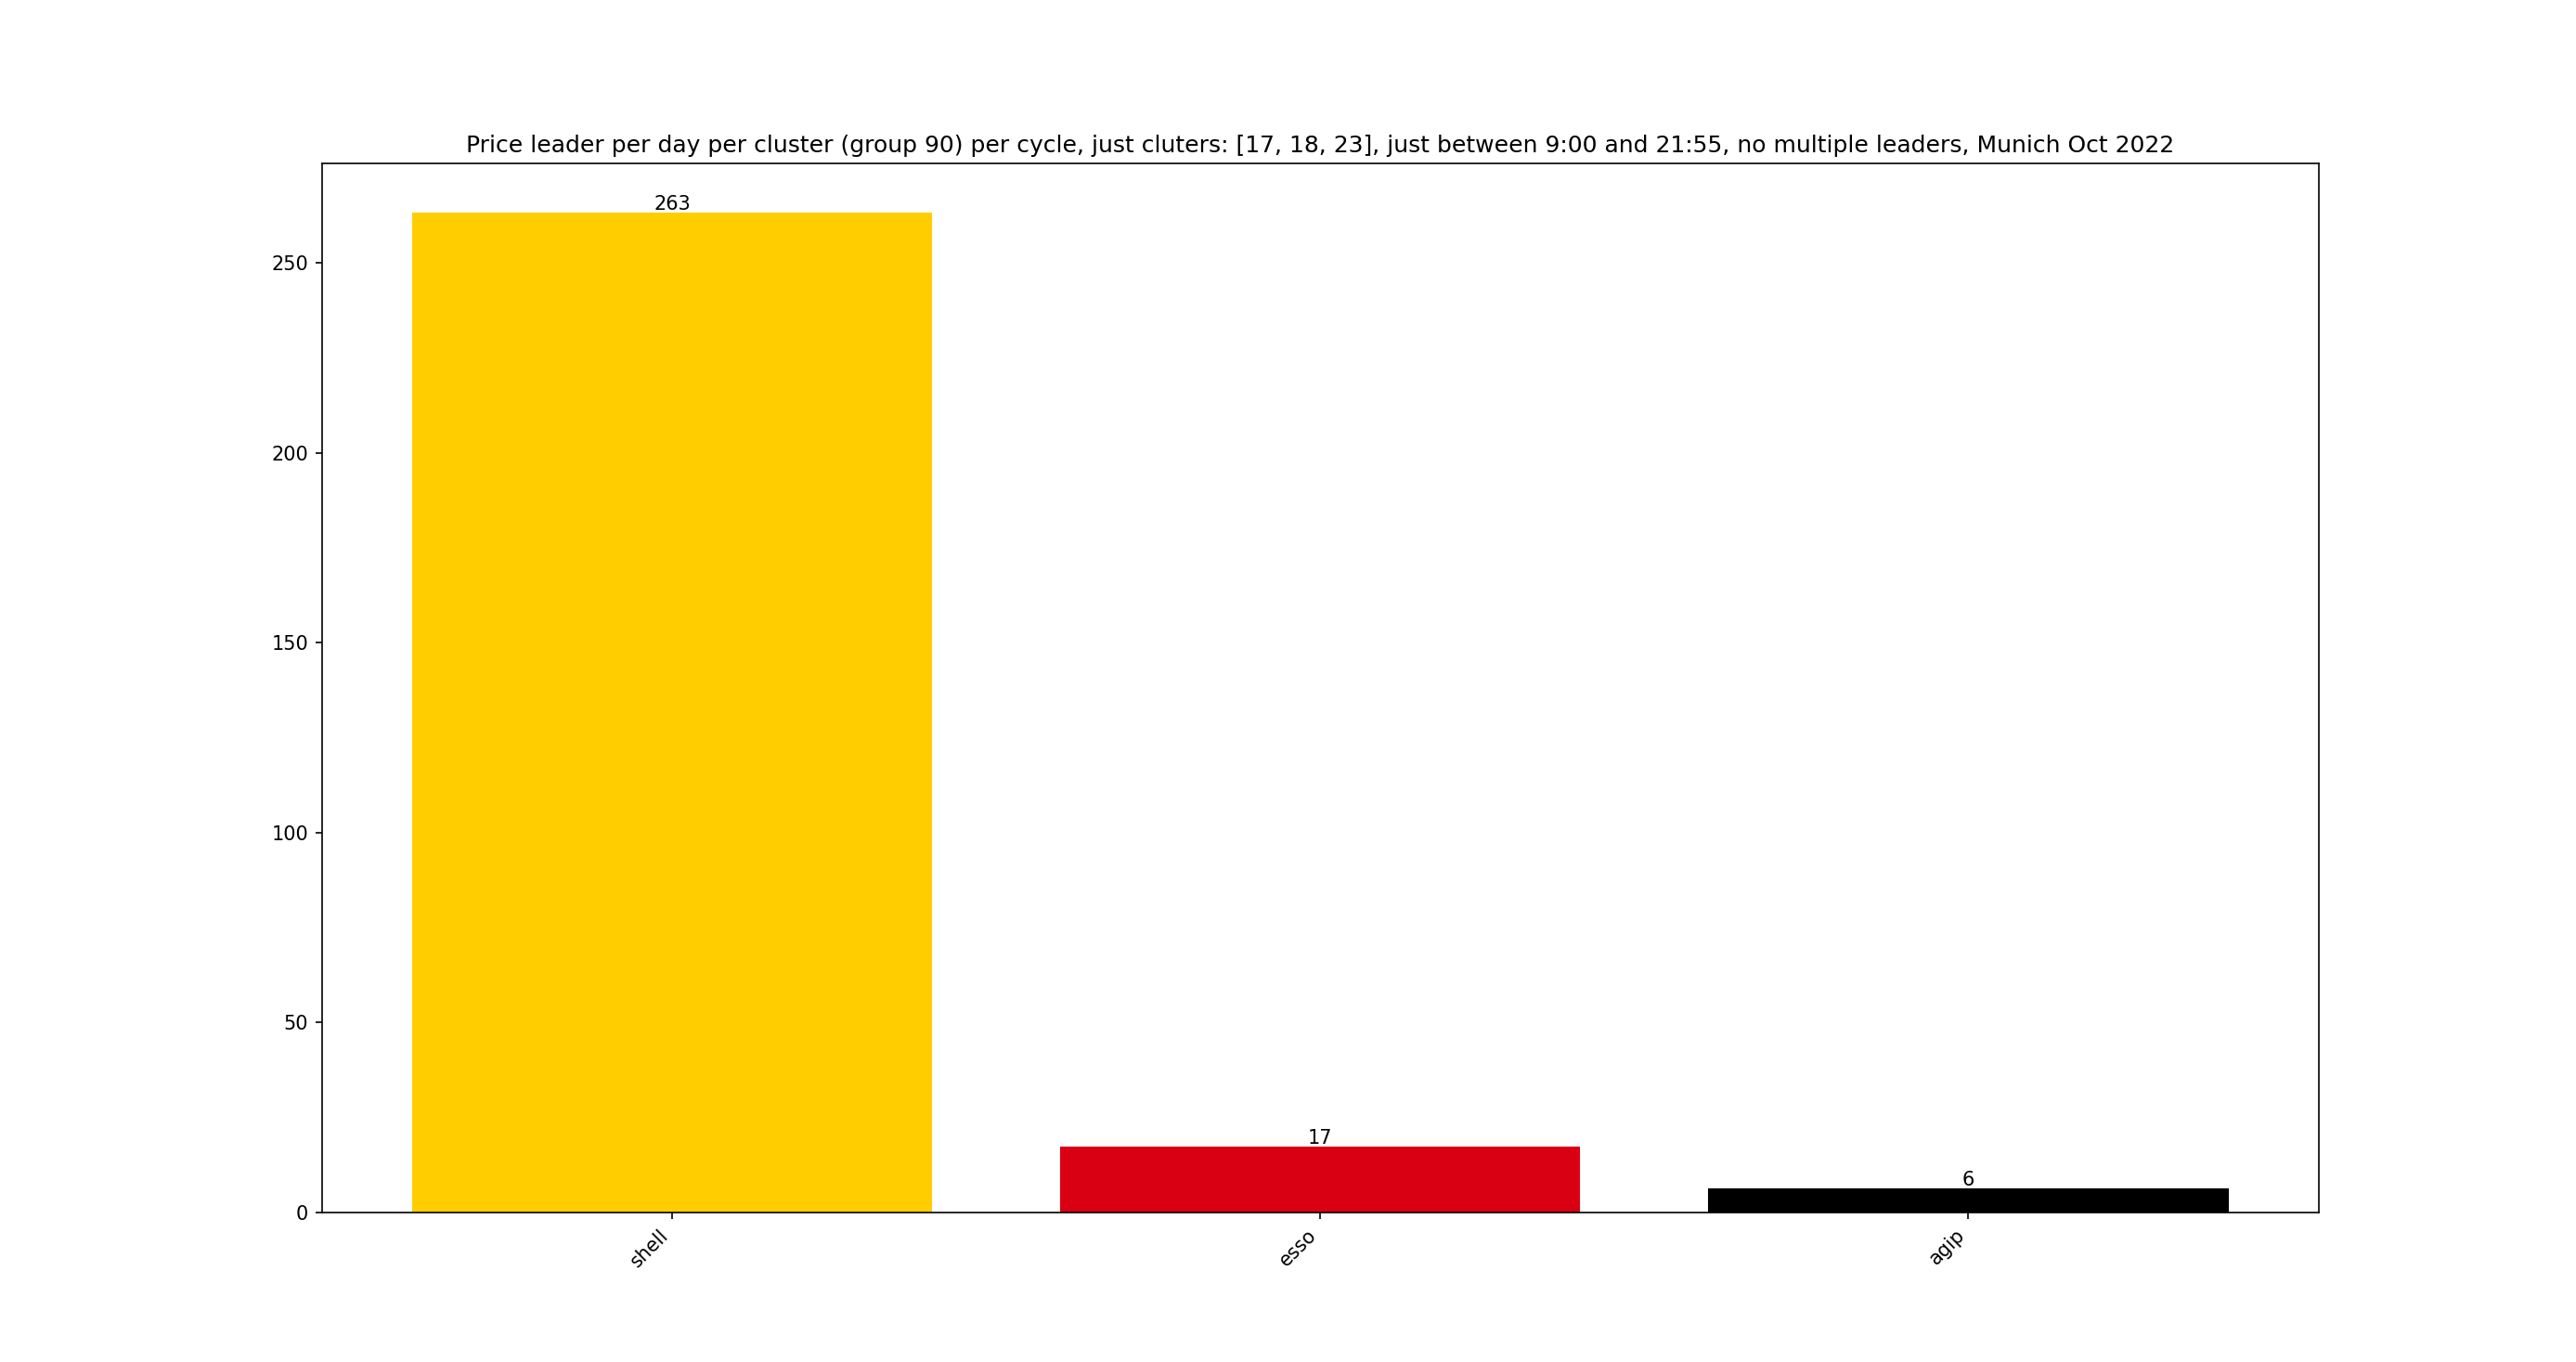 Price leader per day per cluster (group 90) per cycle, just cluters: [17, 18, 23], just between 9:00 and 21:55, no multiple leaders, Munich Oct 2022
263
250
200
150
100
50
17
6
0
shell
esso
agip